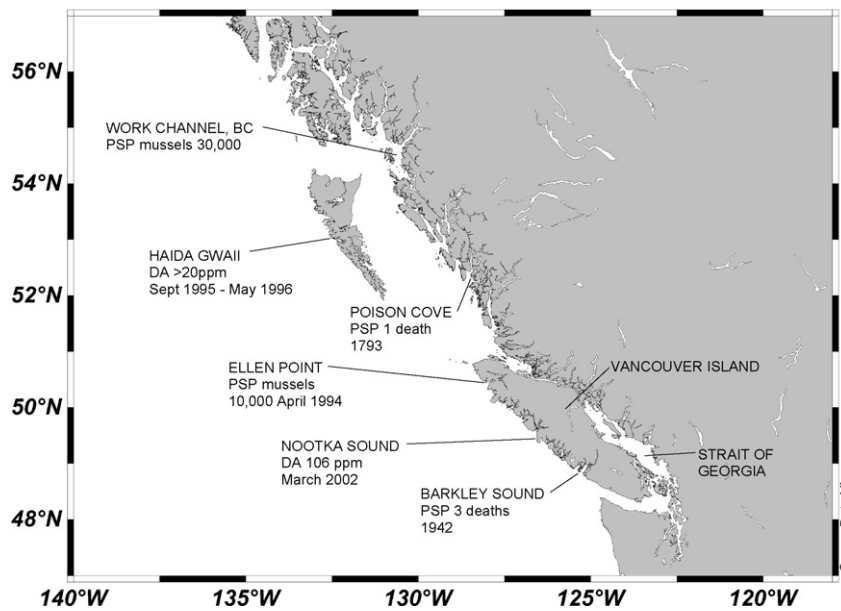 56°N
WORK CHANNEL, BC
PSP mussels 30,000
54°N
HAIDA GWAII
DA >20ppm
Sept 1995 - May 1996
52°N
POISON COVE
PSP 1 death
1793
ELLEN POINT
PSP mussels
10,000 April 1994
VANCOUVER ISLAND
50°N
NOOTKA SOUND
DA 106 ppm
March 2002
STRAIT OF
GEORGIA
BARKLEY SOUND
PSP 3 deaths
1942
48°N
140°W
135°W
130°W
125°W
120°W